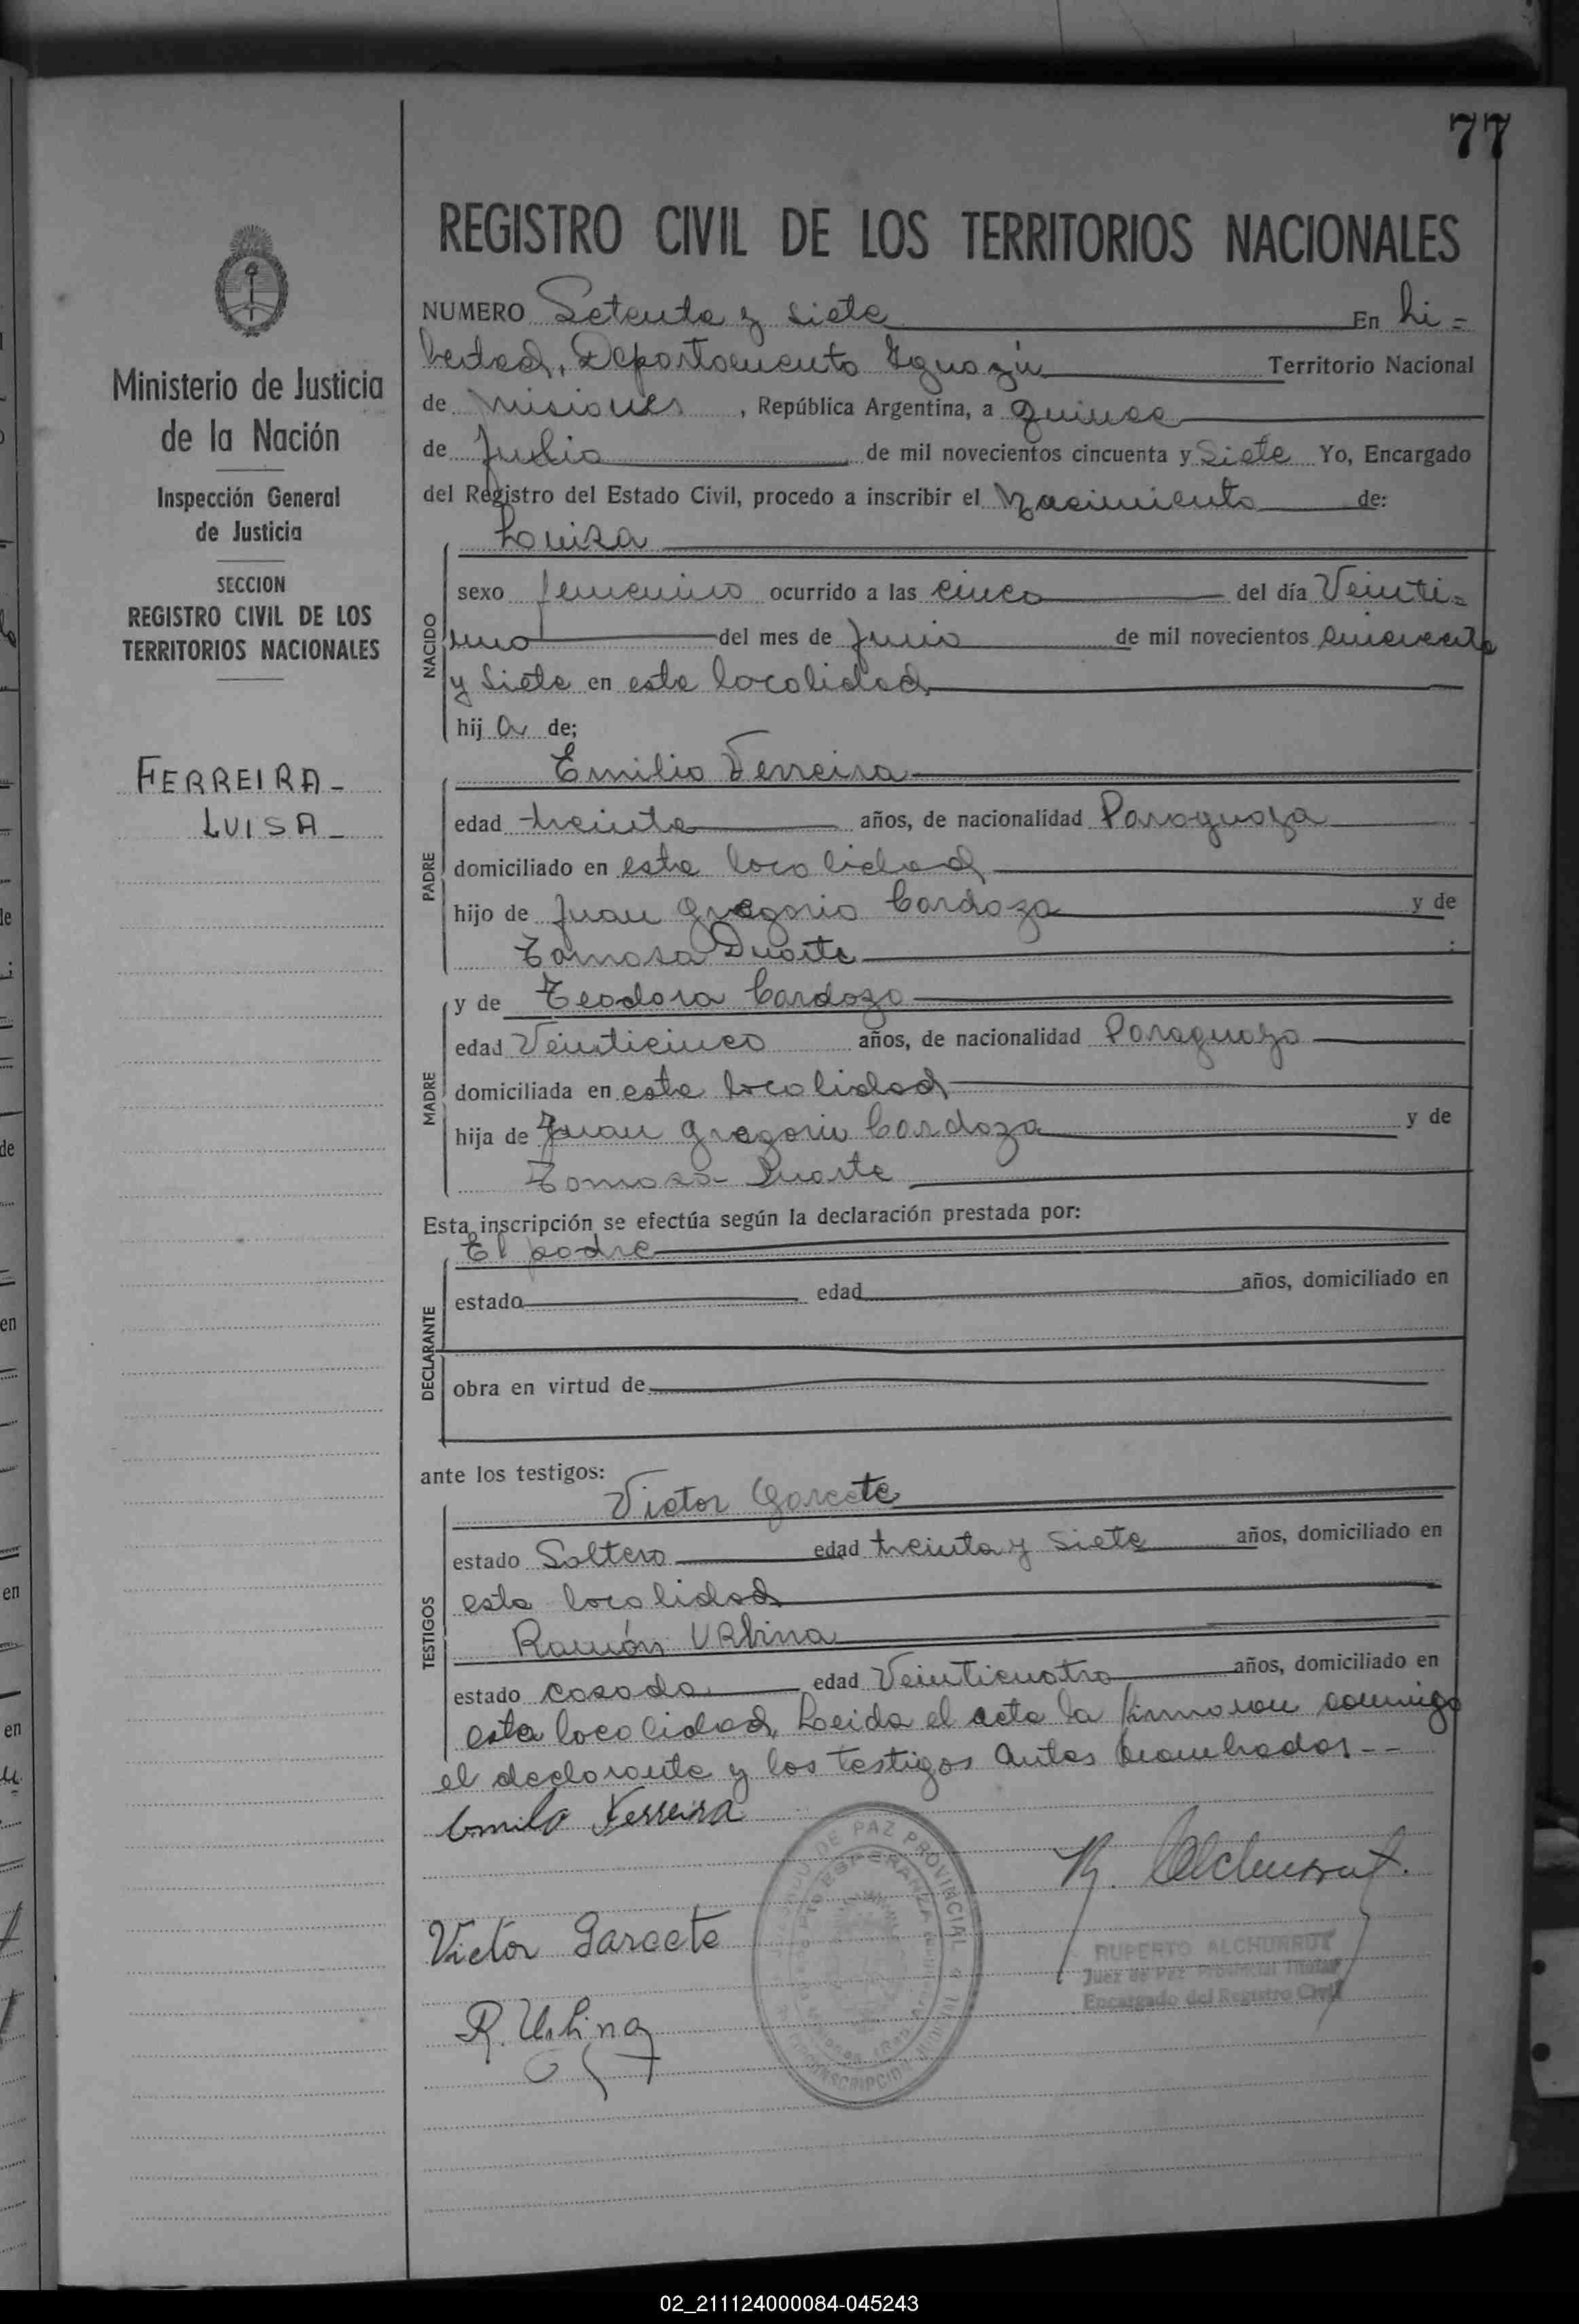 77
REGISTRO CIVIL DE LOS TERRITORIOS NACIONALES
Ministerio de Justicia
de la Nación
Inspección General
de Justicia
SECCION
REGISTRO CIVIL DE LOS
TERRITORIOS NACIONALES
FERREIRA-
LUISA-
NUMERO Setenta y siete En Li-
bertad, Departamento Iguazú Territorio Nacional
de Misiones, República Argentina, a quince
de Julio de mil novecientos cincuenta y Siete Yo, Encargado
del Registro del Estado Civil, procedo a inscribir el Nacimiento de:
NACIDO
Luisa
sexo femenino ocurrido a las cinco del día Veinti-
uno del mes de Junio de mil novecientos cincuenta
y Siete en esta localidad
hij a de;
PADRE
Emilio Ferreira
edad treinta años, de nacionalidad Paraguaya
domiciliado en esta localidad
hijo de Juan Gregorio Cardoza y de
Tomasa Duarte
MADRE
y de Teodora Cardozo
edad Veinticinco años, de nacionalidad Paraguaya
domiciliada en esta localidad
hija de Juan Gregorio Cardoza y de
Tomasa Duarte
Esta inscripción se efectúa según la declaración prestada por:
DECLARANTE
El padre
estado edad años, domiciliado en
obra en virtud de
ante los testigos:
TESTIGOS
Victor Garcete
estado Soltero edad treinta y siete años, domiciliado en
esta localidad
Ramón Urbina
estado casado edad Veinticuatro años, domiciliado en
esta localidad, Leida el acta la firmaron conmigo
el declarante y los testigos antes nombrados--
Emilo Ferreira
R. Alchurrut.
Victor Garcete
R. Urbina
JUZGADO DE PAZ PROVINCIAL
PTO ESPERANZA
RUPERTO ALCHURRUT
Juez de Paz Provincial Titular
Encargado del Registro Civil
02_211124000084-045243